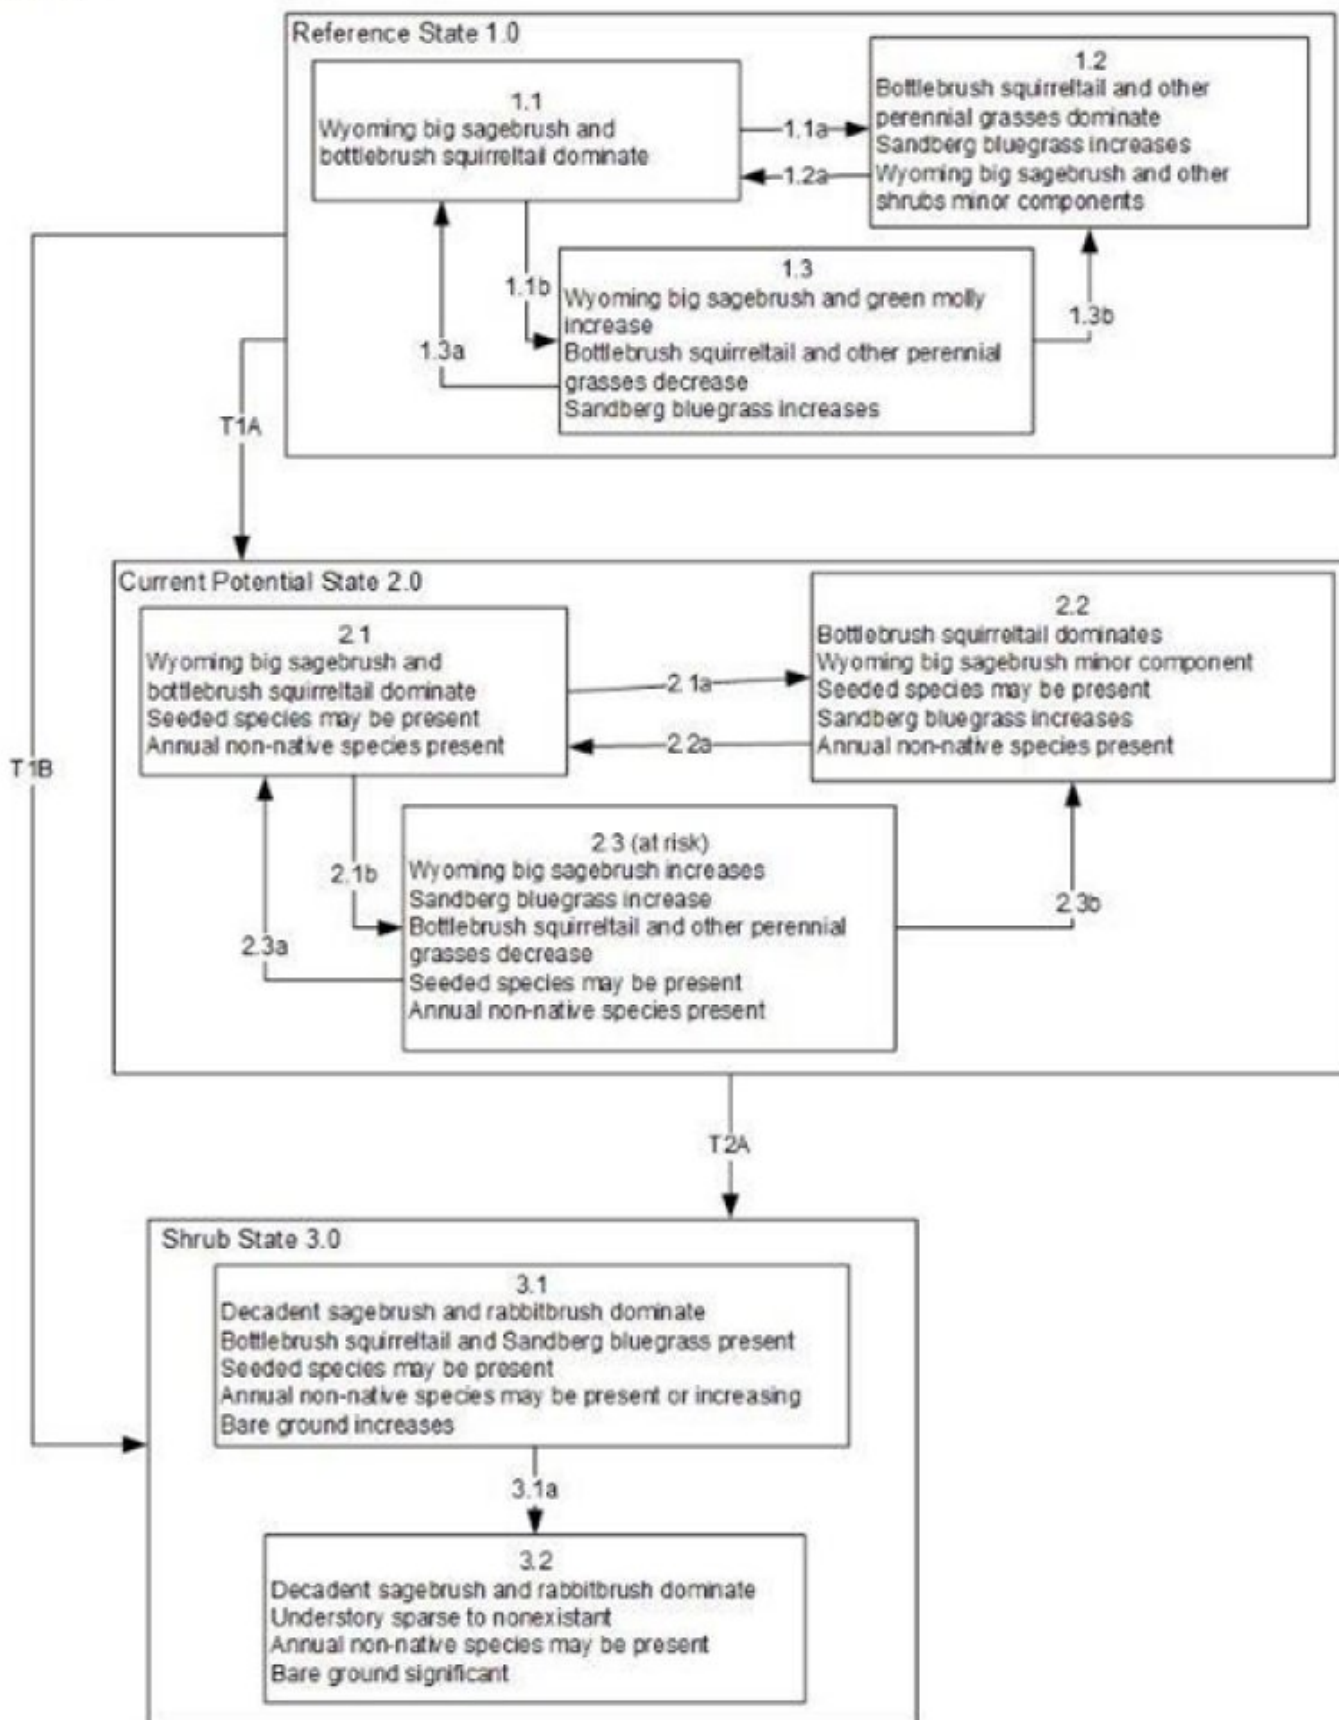 Reference State 1.0
1.1
Wyoming big sagebrush and
bottlebrush squirreltail dominate
1.1a
1.2a
1.2
Bottlebrush squirreltail and other
perennial grasses dominate
Sandberg bluegrass increases
Wyoming big sagebrush and other
shrubs minor components
1.1b
1.3a
1.3
Wyoming big sagebrush and green molly
increase
Bottlebrush squirreltail and other perennial
grasses decrease
Sandberg bluegrass increases
1.3b
T1A
T1B
Current Potential State 2.0
2.1
Wyoming big sagebrush and
bottlebrush squirreltail dominate
Seeded species may be present
Annual non-native species present
2.1a
2.2a
2.2
Bottlebrush squirreltail dominates
Wyoming big sagebrush minor component
Seeded species may be present
Sandberg bluegrass increases
Annual non-native species present
2.1b
2.3a
2.3 (at risk)
Wyoming big sagebrush increases
Sandberg bluegrass increase
Bottlebrush squirreltail and other perennial
grasses decrease
Seeded species may be present
Annual non-native species present
2.3b
T2A
Shrub State 3.0
3.1
Decadent sagebrush and rabbitbrush dominate
Bottlebrush squirreltail and Sandberg bluegrass present
Seeded species may be present
Annual non-native species may be present or increasing
Bare ground increases
3.1a
3.2
Decadent sagebrush and rabbitbrush dominate
Understory sparse to nonexistant
Annual non-native species may be present
Bare ground significant